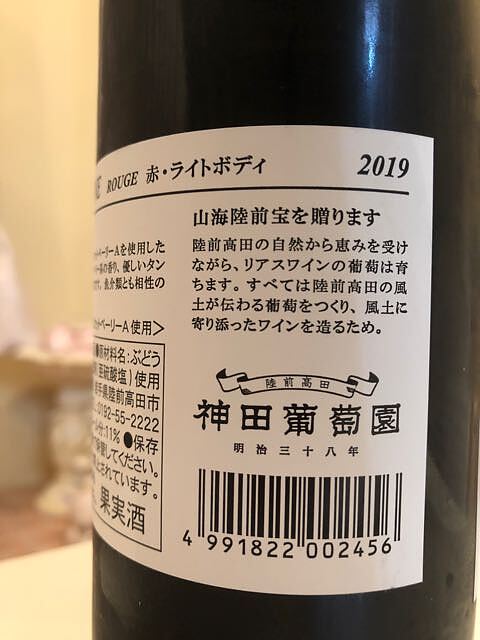 ROUGE 赤・ライトボディ 2019
ベーリーAを使用した
の香り、優しいタン
魚介類とも相性の
ベーリーA 使用＞
山海陸前宝を贈ります
陸前高田の自然から恵みを受け
ながら、リアスワインの葡萄は育
ちます。すべては陸前高田の風
土が伝わる葡萄をつくり、風土に
寄り添ったワインを造るため。
■原材料名:ぶどう
亜硫酸塩)使用
手県陸前高田市
0192-55-2222
分:11% ●保存
してください。
れています。
果実酒
陸前高田
神田葡萄園
明治三十八年
4 991822 002456